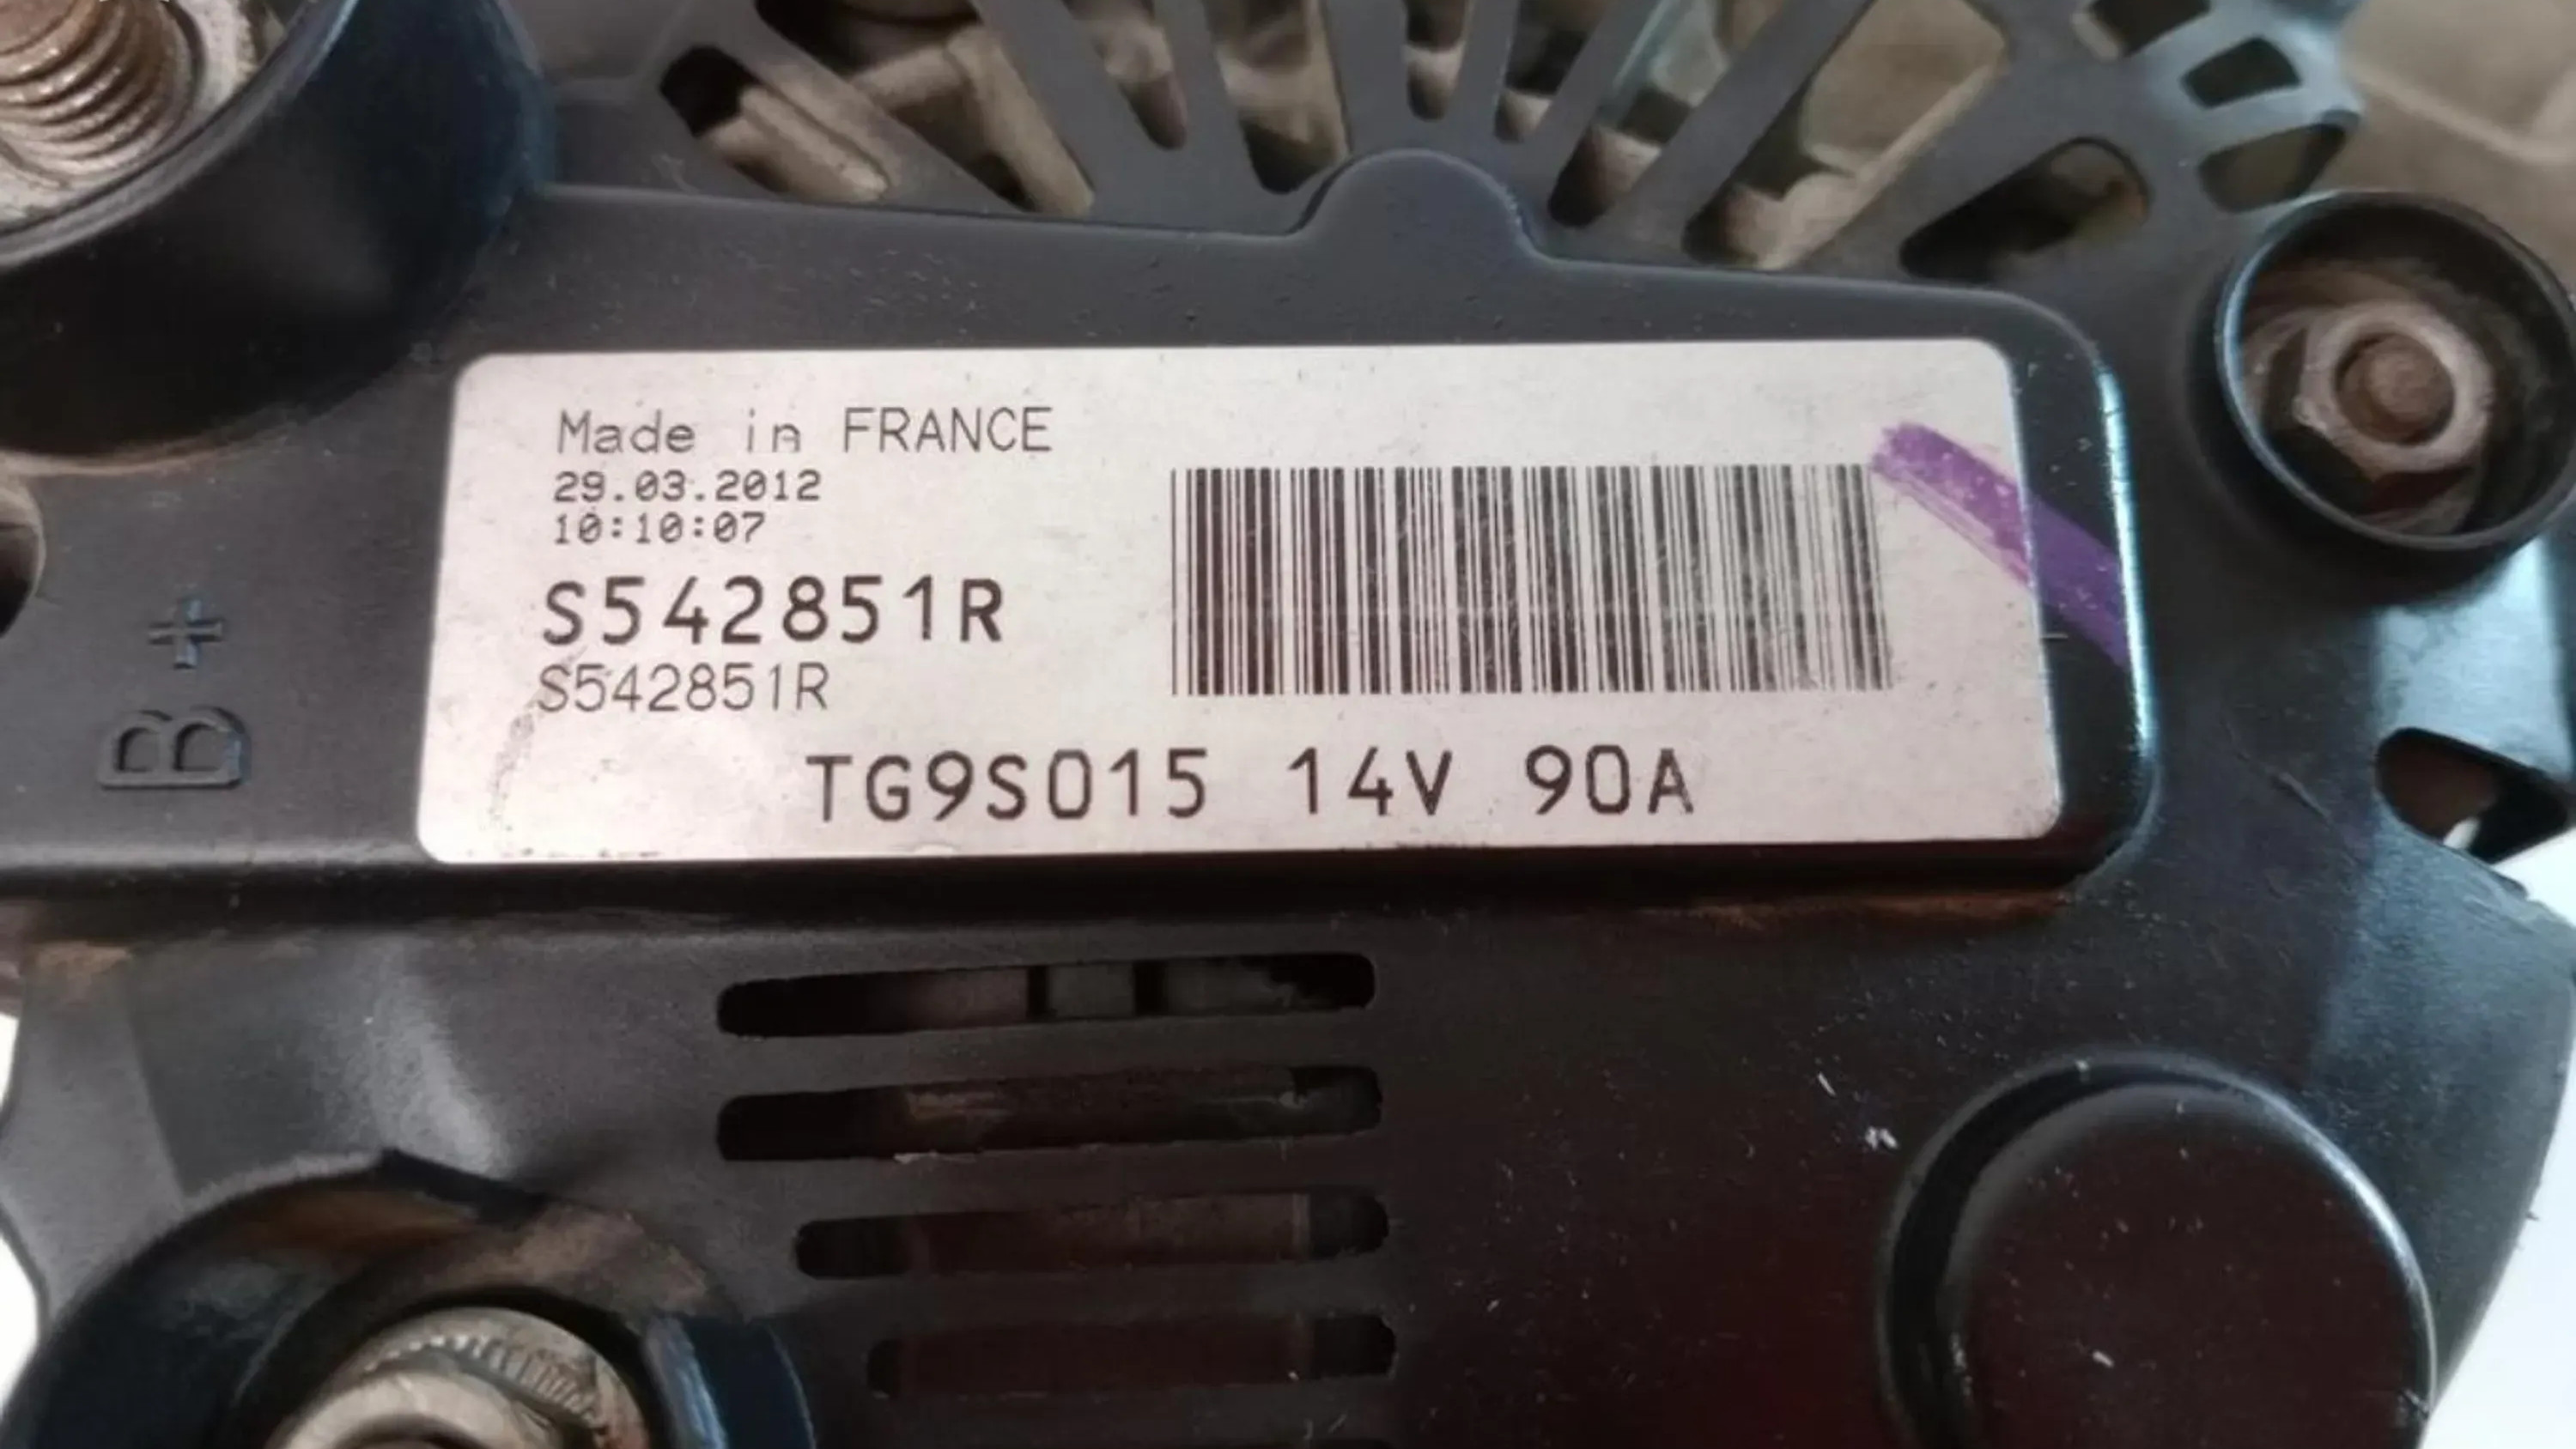 Made in FRANCE
29.03.2012
10:10:07
S542851R
S542851R
TG9S015 14V 90A
B+